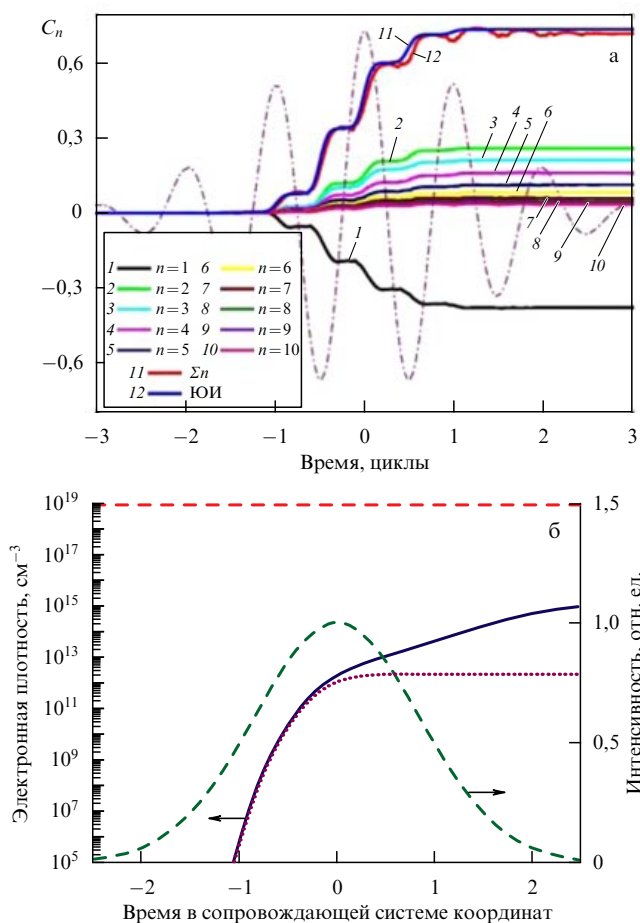 C_n
0,6
0,3
0
−0,3
−0,6
а
11
12
2
3
4
5
6
7
8
9
10
1
1 n = 1 6 n = 6
2 n = 2 7 n = 7
3 n = 3 8 n = 8
4 n = 4 9 n = 9
5 n = 5 10 n = 10
11 Σn
12 ЮИ
−3 −2 −1 0 1 2 3
Время, циклы
б
Электронная плотность, см⁻³
10¹⁹
10¹⁷
10¹⁵
10¹³
10¹¹
10⁹
10⁷
10⁵
1,5
1,0
0,5
0
Интенсивность, отн. ед.
−2 −1 0 1 2
Время в сопровождающей системе координат